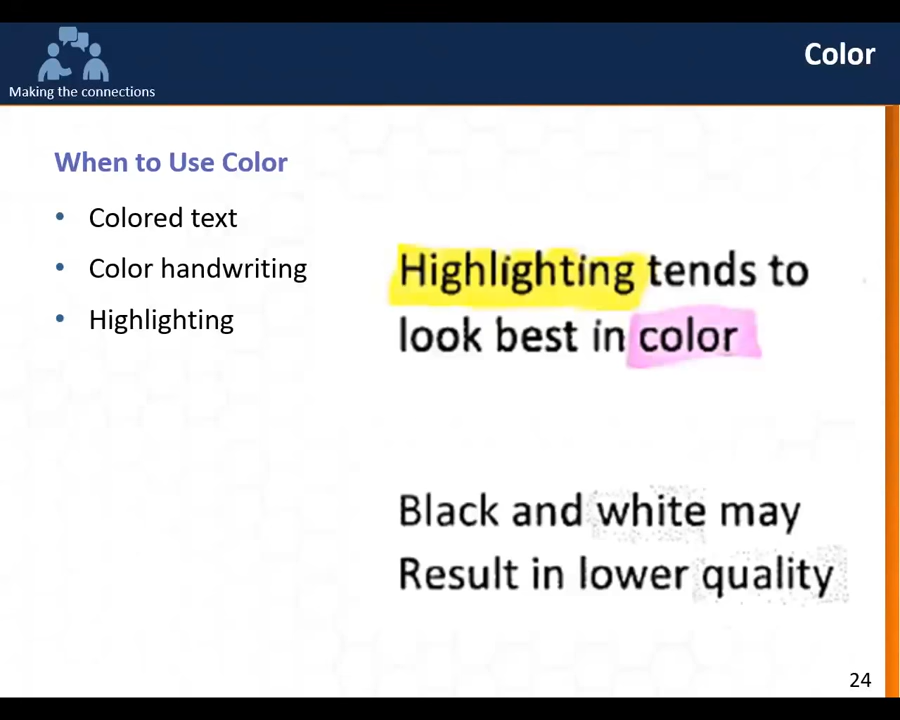 Color
Making the connections
When to Use Color
• Colored text
• Color handwriting
• Highlighting
Highlighting tends to
look best in color
Black and white may
Result in lower quality
24